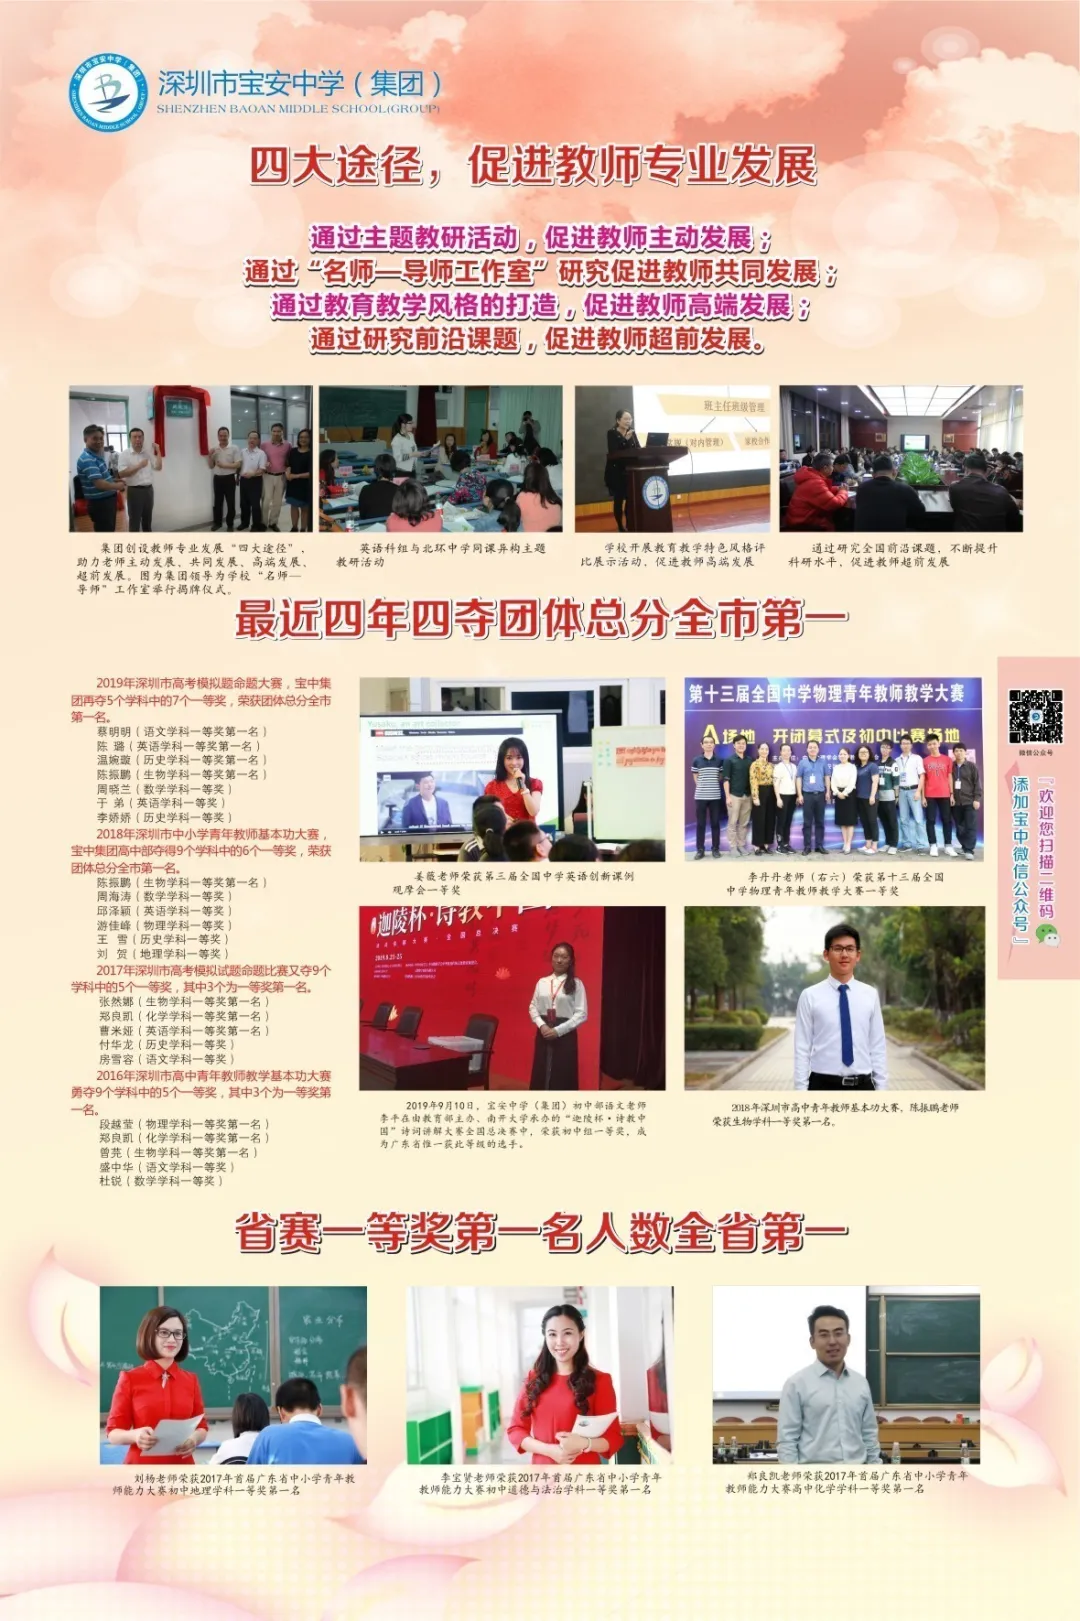 深圳市宝安中学（集团）
SHENZHEN BAOAN MIDDLE SCHOOL(GROUP)
四大途径，促进教师专业发展
通过主题教研活动，促进教师主动发展；
通过“名师—导师工作室”研究促进教师共同发展；
通过教育教学风格的打造，促进教师高端发展；
通过研究前沿课题，促进教师超前发展。
班主任班级管理
（对内管理）
家校合作
集团创设教师专业发展“四大途径”，
助力老师主动发展、共同发展、高端发展、
超前发展。图为集团领导为学校“名师—
导师”工作室举行揭牌仪式。
英语科组与北环中学同课异构主题
教研活动
学校开展教育教学特色风格评
比展示活动，促进教师高端发展
通过研究全国前沿课题，不断提升
科研水平，促进教师超前发展
最近四年四夺团体总分全市第一
2019年深圳市高考模拟题命题大赛，宝中集
团再夺5个学科中的7个一等奖，荣获团体总分全市
第一名。
蔡明明（语文学科一等奖第一名）
陈 璐（英语学科一等奖第一名）
温婉璇（历史学科一等奖第一名）
陈振鹏（生物学科一等奖第一名）
周晓兰（数学学科一等奖）
于 弟（英语学科一等奖）
李娇娇（历史学科一等奖）
2018年深圳市中小学青年教师基本功大赛，
宝中集团高中部夺得9个学科中的6个一等奖，荣获
团体总分全市第一名。
陈振鹏（生物学科一等奖第一名）
周海涛（数学学科一等奖）
邱泽颖（英语学科一等奖）
游佳峰（物理学科一等奖）
王 雪（历史学科一等奖）
刘 贺（地理学科一等奖）
2017年深圳市高考模拟试题命题比赛又夺9个
学科中的5个一等奖，其中3个为一等奖第一名。
张然娜（生物学科一等奖第一名）
郑良凯（化学学科一等奖第一名）
曹米娅（英语学科一等奖第一名）
付华龙（历史学科一等奖）
房雪容（语文学科一等奖）
2016年深圳市高中青年教师教学基本功大赛
勇夺9个学科中的5个一等奖，其中3个为一等奖第
一名。
段越莹（物理学科一等奖第一名）
郑良凯（化学学科一等奖第一名）
曾苑（生物学科一等奖第一名）
盛中华（语文学科一等奖）
杜锐（数学学科一等奖）
第十三届全国中学物理青年教师教学大赛
A场地 开闭幕式及初中比赛场地
姜薇老师荣获第三届全国中学英语创新课例
观摩会一等奖
李丹丹老师（右六）荣获第十三届全国
中学物理青年教师教学大赛一等奖
迦陵杯·诗教中国
2019年9月10日，宝安中学（集团）初中部语文老师
李平在由教育部主办、南开大学承办的“迦陵杯·诗教中
国”诗词讲解大赛全国总决赛中，荣获初中组一等奖，成
为广东省惟一获此等级的选手。
2018年深圳市高中青年教师基本功大赛，陈振鹏老师
荣获生物学科一等奖第一名。
微信公众号
『欢迎您扫描二维码
添加宝中微信公众号』
省赛一等奖第一名人数全省第一
刘杨老师荣获2017年首届广东省中小学青年教
师能力大赛初中地理学科一等奖第一名
李宝贤老师荣获2017年首届广东省中小学青年
教师能力大赛初中道德与法治学科一等奖第一名
郑良凯老师荣获2017年首届广东省中小学青年
教师能力大赛高中化学学科一等奖第一名